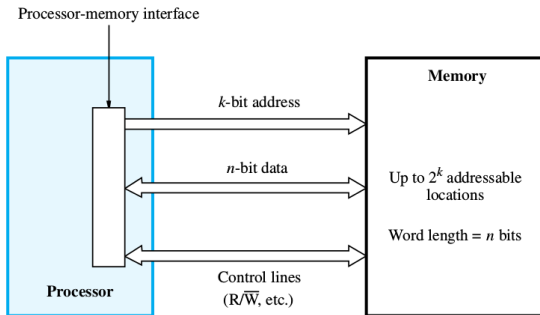 Processor-memory interface
Memory
k-bit address
n-bit data
Up to 2^k addressable
locations
Word length = n bits
Control lines
(R/W̅, etc.)
Processor